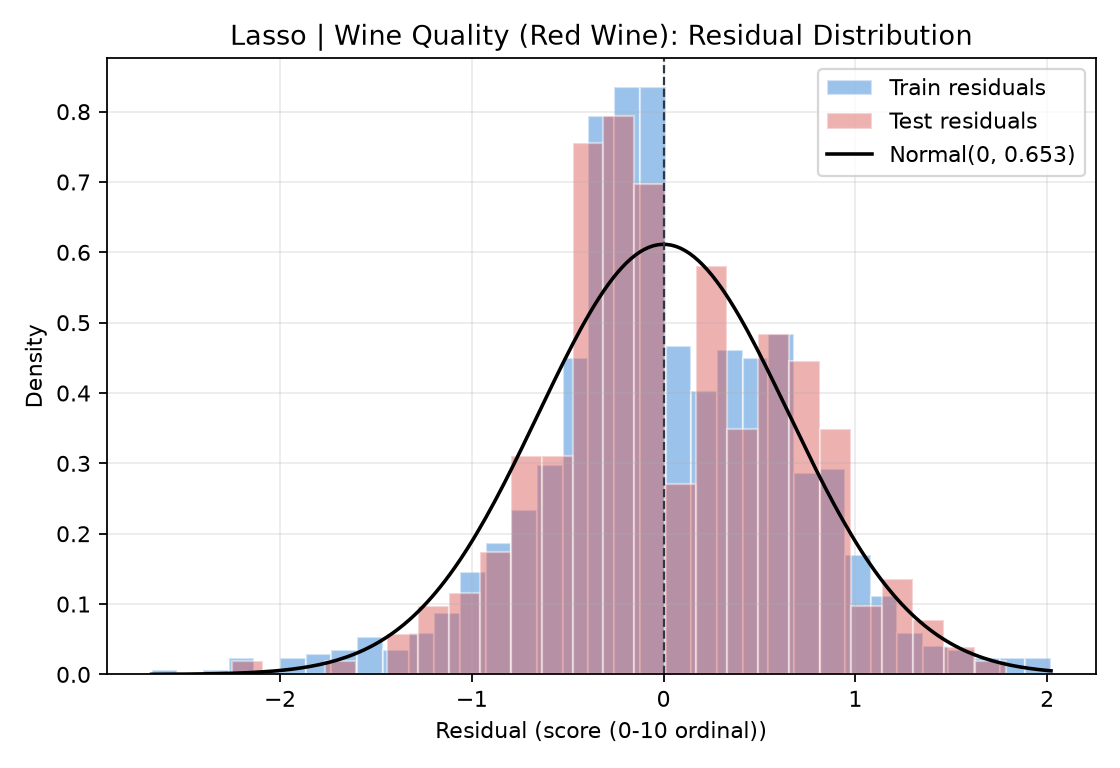 Lasso | Wine Quality (Red Wine): Residual Distribution
Train residuals
Test residuals
Normal(0, 0.653)
Density
0.8
0.7
0.6
0.5
0.4
0.3
0.2
0.1
0.0
−2 −1 0 1 2
Residual (score (0-10 ordinal))